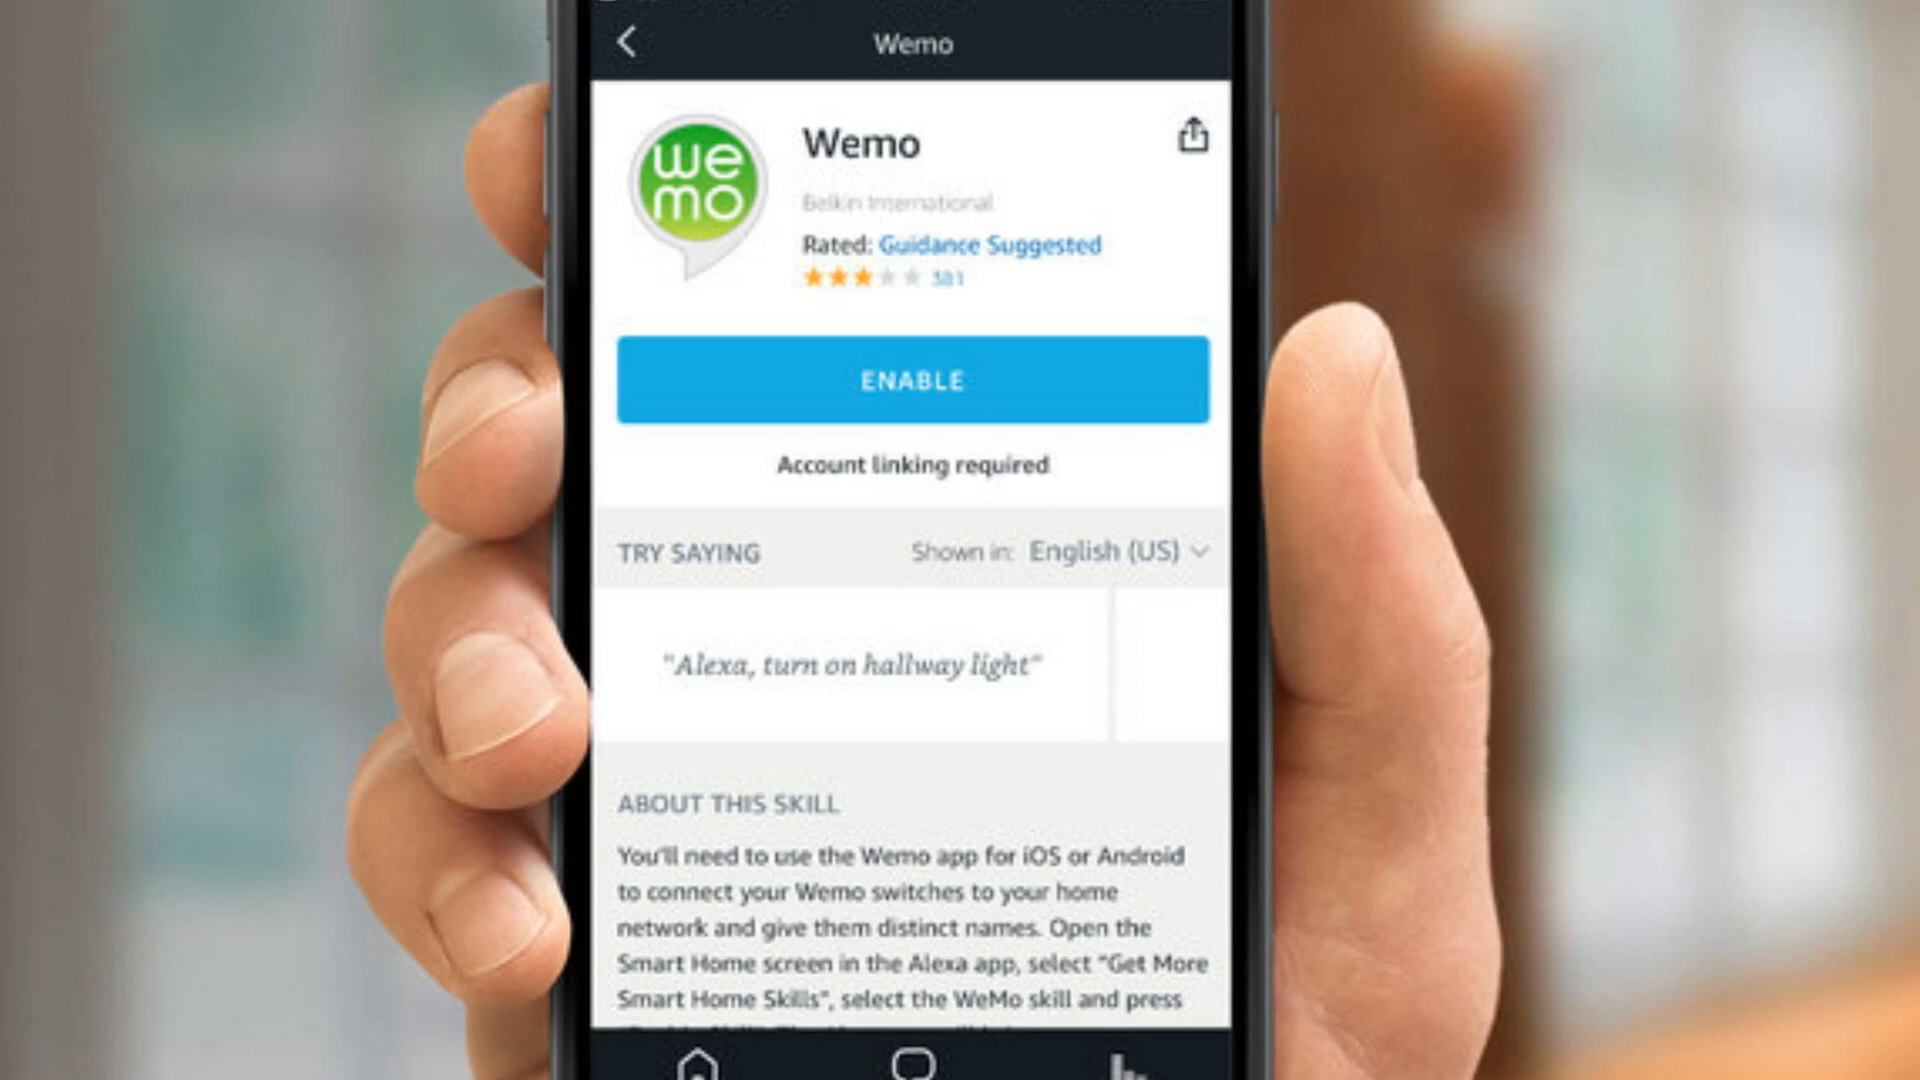 Wemo
we
mo
Wemo
Belkin International
Rated: Guidance Suggested
381
ENABLE
Account linking required
TRY SAYING
Shown in: English (US)
"Alexa, turn on hallway light"
ABOUT THIS SKILL
You'll need to use the Wemo app for iOS or Android
to connect your Wemo switches to your home
network and give them distinct names. Open the
Smart Home screen in the Alexa app, select "Get More
Smart Home Skills", select the WeMo skill and press